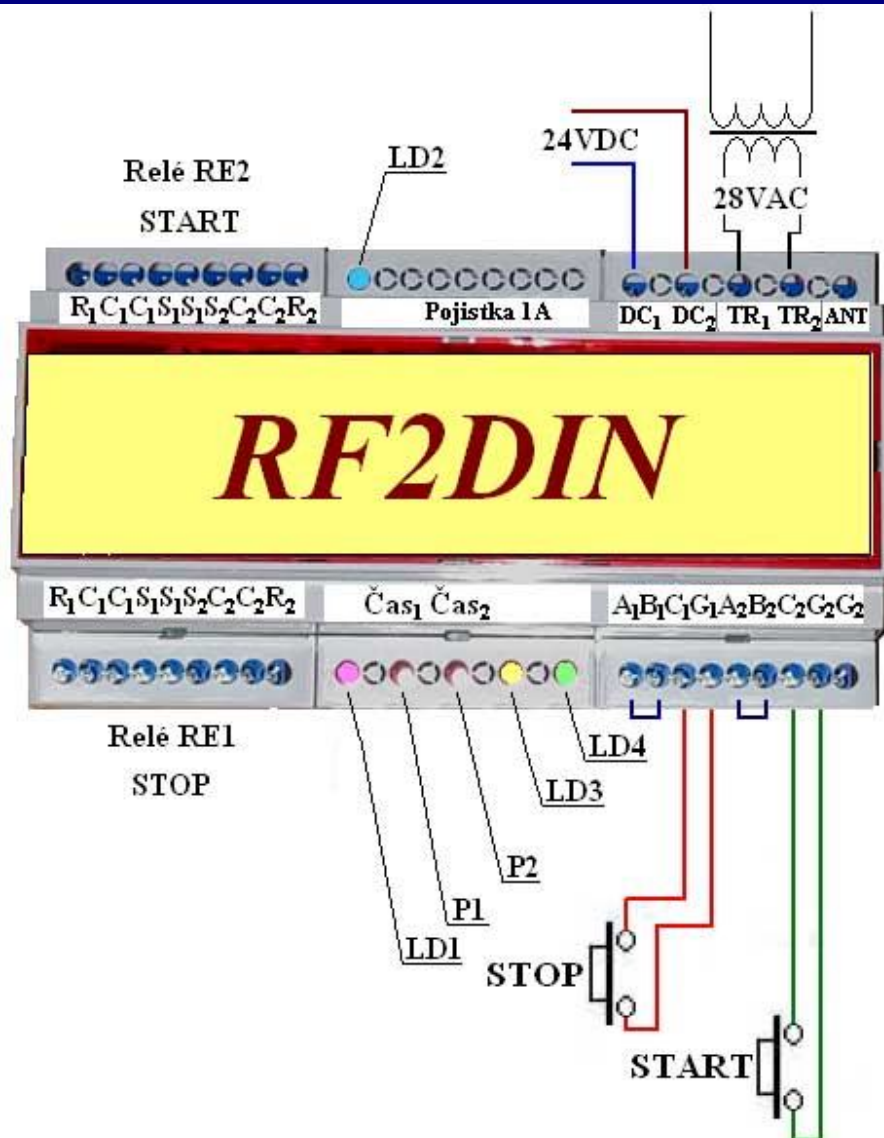 24VDC
LD2
Relé RE2
START
28VAC
R₁C₁C₁S₁S₁S₂C₂C₂R₂
Pojistka 1A
DC₁ DC₂ TR₁ TR₂ ANT
RF2DIN
R₁C₁C₁S₁S₁S₂C₂C₂R₂
Čas₁ Čas₂
A₁B₁C₁G₁A₂B₂C₂G₂G₂
Relé RE1
STOP
LD4
LD3
P2
P1
LD1
STOP
START